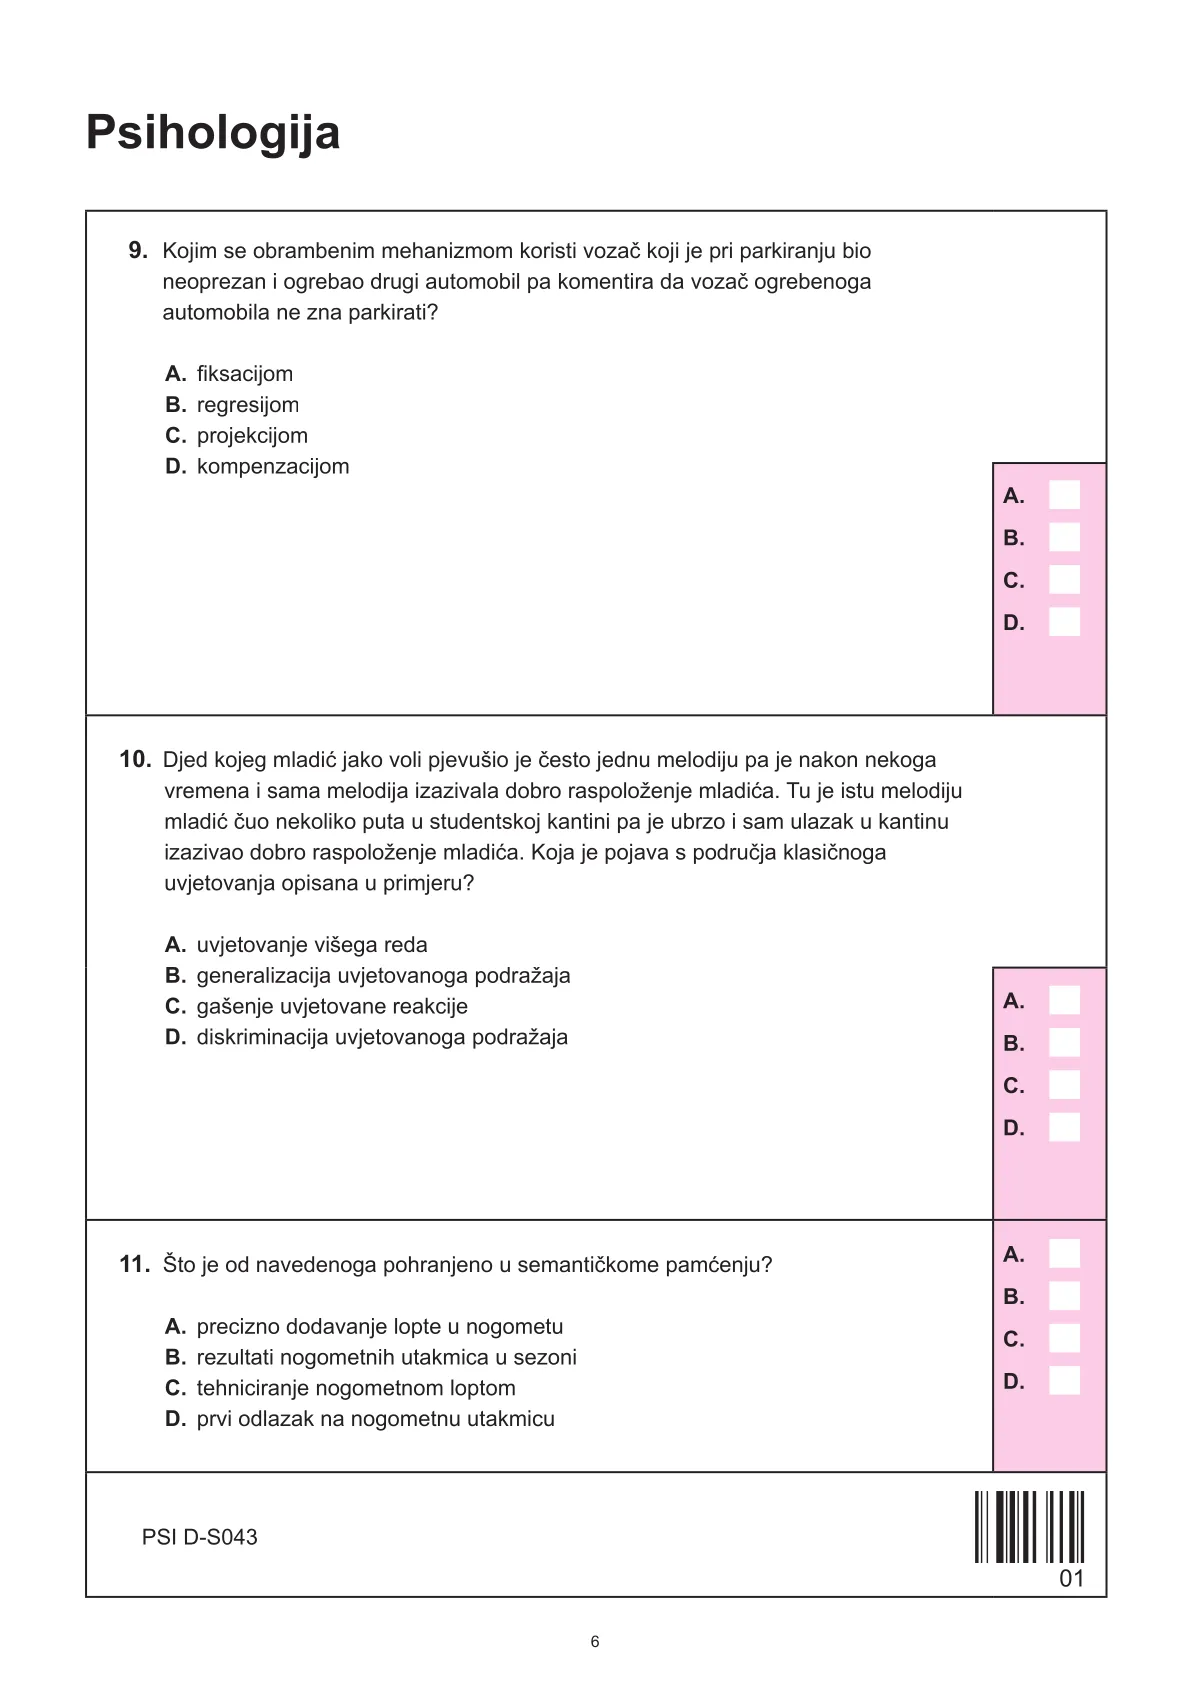 Psihologija
9. Kojim se obrambenim mehanizmom koristi vozač koji je pri parkiranju bio
neoprezan i ogrebao drugi automobil pa komentira da vozač ogrebenoga
automobila ne zna parkirati?
A. fiksacijom
B. regresijom
C. projekcijom
D. kompenzacijom
A.
B.
C.
D.
10. Djed kojeg mladić jako voli pjevušio je često jednu melodiju pa je nakon nekoga
vremena i sama melodija izazivala dobro raspoloženje mladića. Tu je istu melodiju
mladić čuo nekoliko puta u studentskoj kantini pa je ubrzo i sam ulazak u kantinu
izazivao dobro raspoloženje mladića. Koja je pojava s područja klasičnoga
uvjetovanja opisana u primjeru?
A. uvjetovanje višega reda
B. generalizacija uvjetovanoga podražaja
C. gašenje uvjetovane reakcije
D. diskriminacija uvjetovanoga podražaja
A.
B.
C.
D.
11. Što je od navedenoga pohranjeno u semantičkome pamćenju?
A. precizno dodavanje lopte u nogometu
B. rezultati nogometnih utakmica u sezoni
C. tehniciranje nogometnom loptom
D. prvi odlazak na nogometnu utakmicu
A.
B.
C.
D.
PSI D-S043
01
6